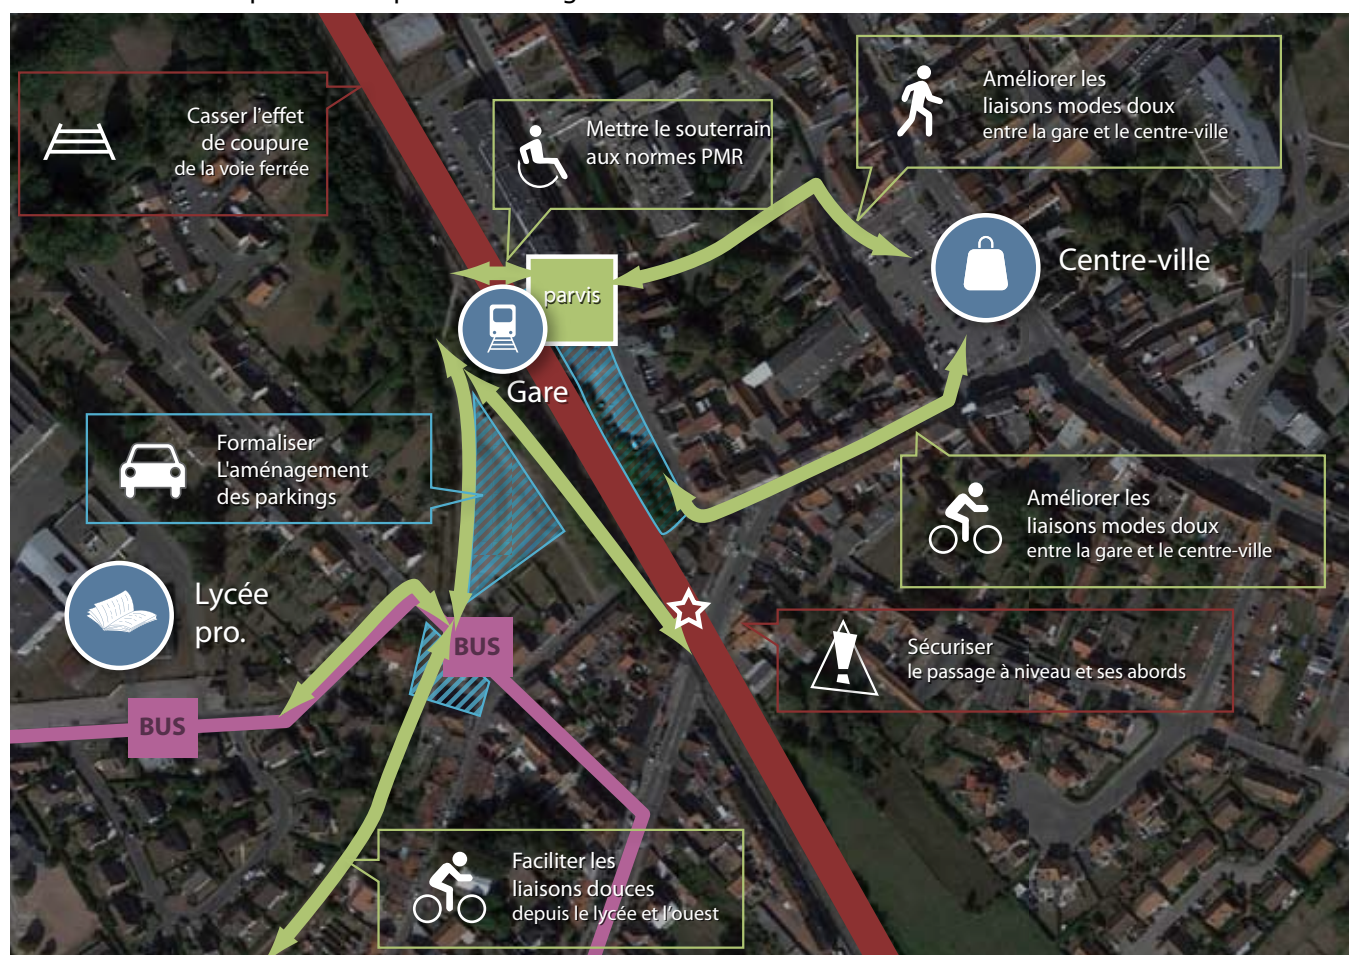 Améliorer les
liaisons modes doux
entre la gare et le centre-ville
Casser l'effet
de coupure
de la voie ferrée
Mettre le souterrain
aux normes PMR
Centre-ville
parvis
Gare
Formaliser
L'aménagement
des parkings
Améliorer les
liaisons modes doux
entre la gare et le centre-ville
Lycée
pro.
BUS
Sécuriser
le passage à niveau et ses abords
BUS
Faciliter les
liaisons douces
depuis le lycée et l'ouest